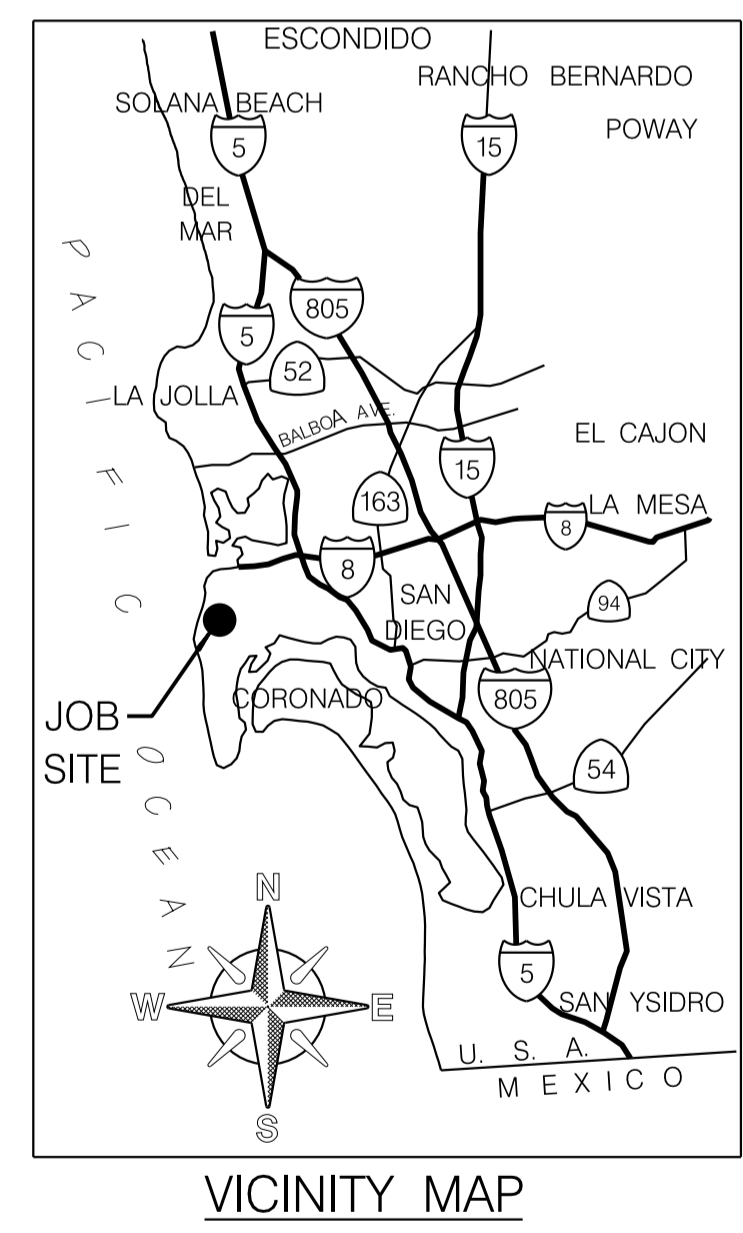 ESCONDIDO
RANCHO BERNARDO
SOLANA BEACH
POWAY
5
15
DEL
MAR
PACIFIC
805
5
52
LA JOLLA
BALBOA AVE.
EL CAJON
15
163
LA MESA
8
8
SAN
DIEGO
94
NATIONAL CITY
CORONADO
805
JOB
SITE
OCEAN
54
N
CHULA VISTA
5
W
E
SAN YSIDRO
U. S. A.
MEXICO
S
VICINITY MAP